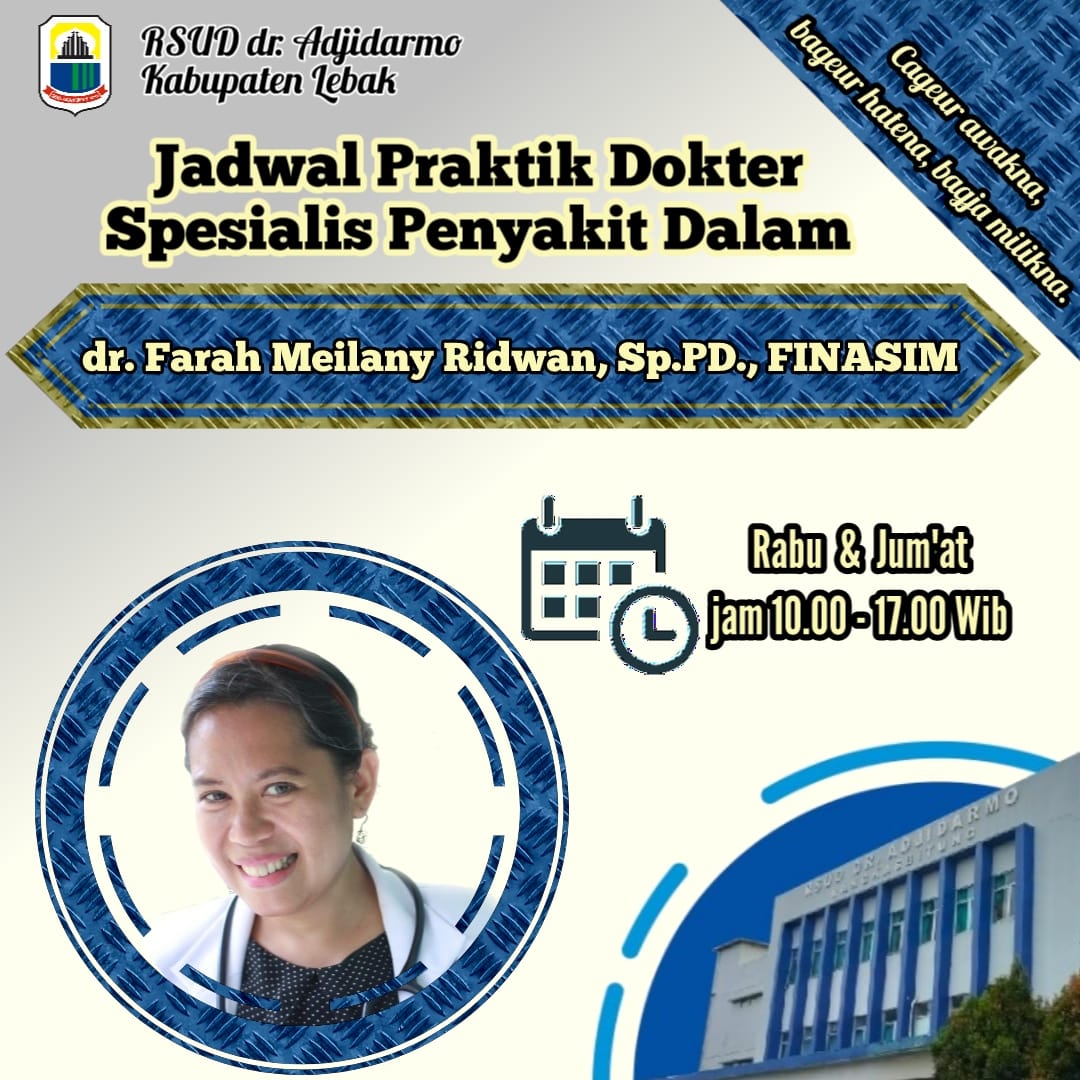 RSUD dr. Adjidarmo
Kabupaten Lebak
Cageur awakna,
bageur hatena, bagja milikna.
Jadwal Praktik Dokter
Spesialis Penyakit Dalam
dr. Farah Meilany Ridwan, Sp.PD., FINASIM
Rabu & Jum'at
jam 10.00 - 17.00 Wib
RSUD DR. ADJIDARMO
RANGKASBITUNG